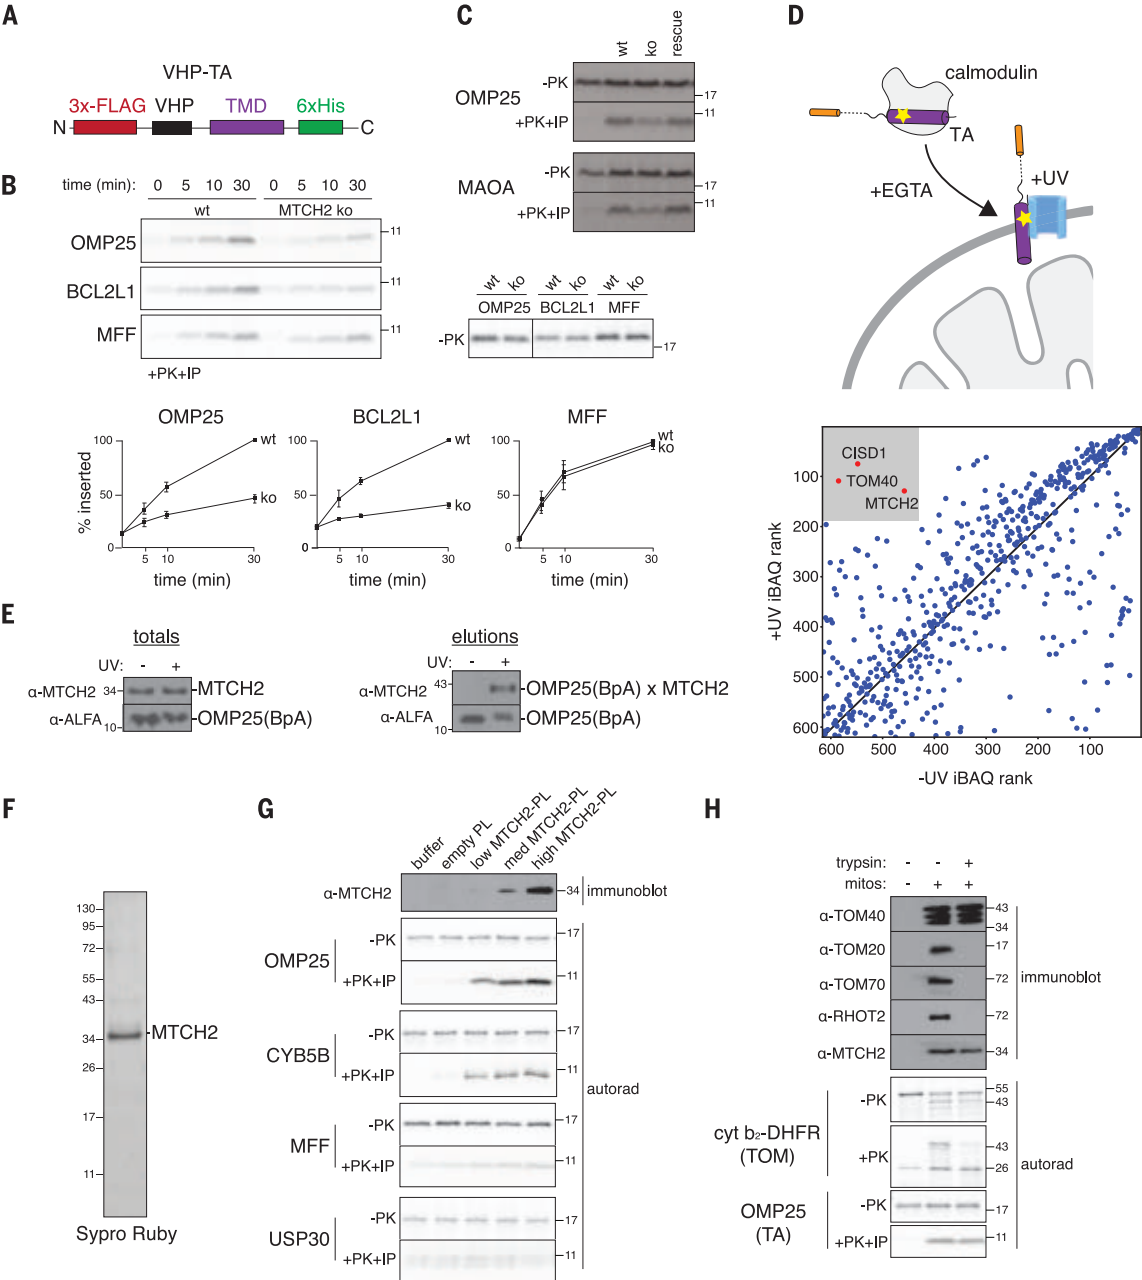 A
VHP-TA
3x-FLAG VHP TMD 6xHis
N C
B
time (min): 0 5 10 30 0 5 10 30
wt MTCH2 ko
OMP25 11
BCL2L1 11
MFF 11
+PK+IP
OMP25 BCL2L1 MFF
% inserted
100 50 0
wt
ko
5 10 30
time (min)
100 50 0
wt
ko
5 10 30
time (min)
100 50 0
wt
ko
5 10 30
time (min)
C
wt ko rescue
OMP25
-PK 17
+PK+IP 11
MAOA
-PK 17
+PK+IP 11
wt ko wt ko wt ko
OMP25 BCL2L1 MFF
-PK 17
D
calmodulin
TA
+EGTA
+UV
CISD1
TOM40
MTCH2
+UV iBAQ rank
100
200
300
400
500
600
600 500 400 300 200 100
-UV iBAQ rank
E
totals
UV: - +
α-MTCH2 34 -MTCH2
α-ALFA 10 -OMP25(BpA)
elutions
UV: - +
α-MTCH2 43 -OMP25(BpA) x MTCH2
α-ALFA 10 -OMP25(BpA)
F
130
95
72
55
43
34
26
17
11
-MTCH2
Sypro Ruby
G
buffer
empty PL
low MTCH2-PL
med MTCH2-PL
high MTCH2-PL
α-MTCH2 34 immunoblot
OMP25
-PK 17
+PK+IP 11
CYB5B
-PK 17
+PK+IP 11
MFF
-PK 17
+PK+IP 11
USP30
-PK 17
+PK+IP 11
autorad
H
trypsin: - - +
mitos: - + +
α-TOM40 43 34
α-TOM20 17
α-TOM70 72
α-RHOT2 72
α-MTCH2 34
immunoblot
cyt b₂-DHFR
(TOM)
-PK 55 43
+PK 43 26
OMP25
(TA)
-PK 17
+PK+IP 11
autorad